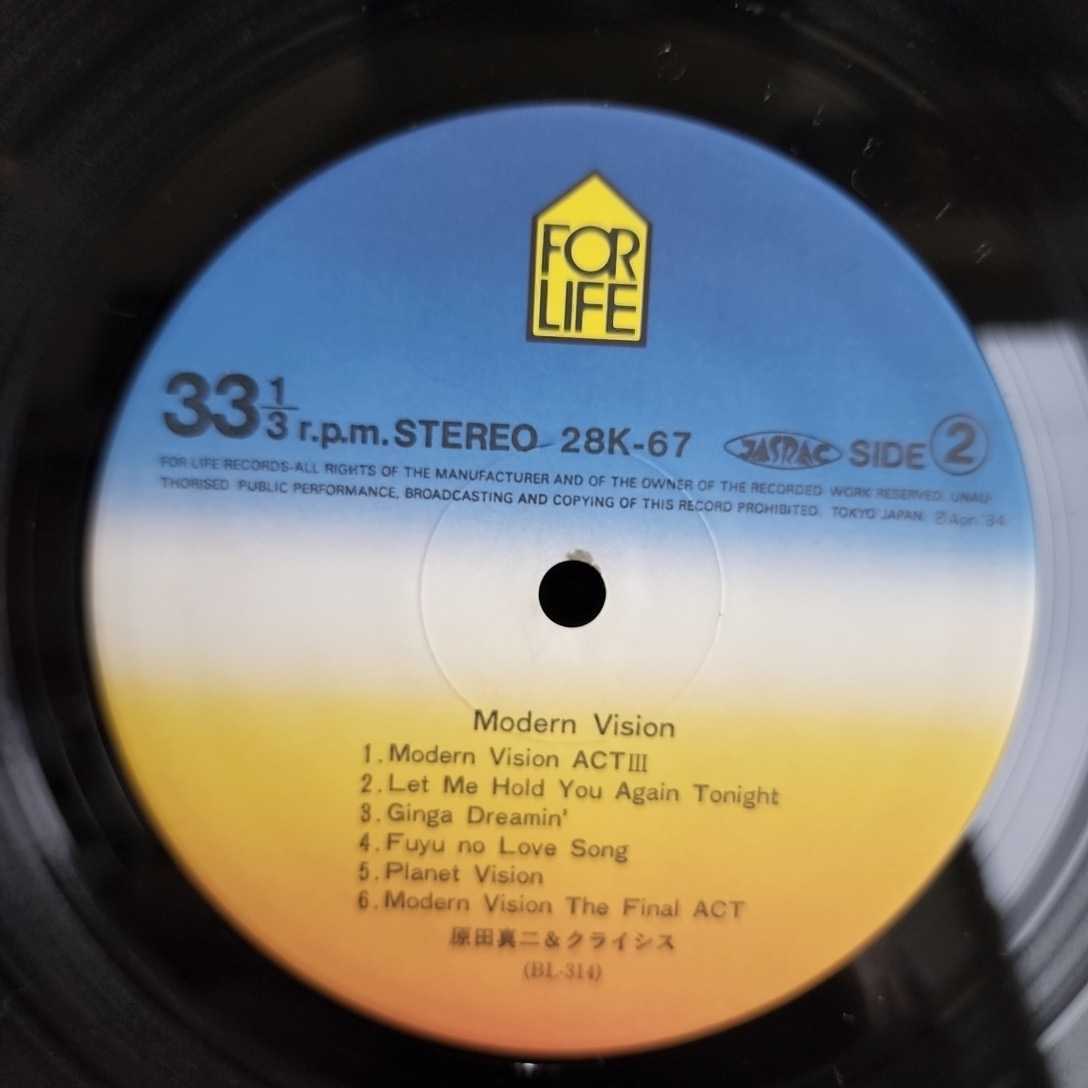 FOR
LIFE
33 1/3 r.p.m. STEREO 28K-67 JASRAC SIDE 2
FOR LIFE RECORDS-ALL RIGHTS OF THE MANUFACTURER AND OF THE OWNER OF THE RECORDED WORK RESERVED. UNAU-
THORISED PUBLIC PERFORMANCE, BROADCASTING AND COPYING OF THIS RECORD PROHIBITED. TOKYO JAPAN. Ⓟ Apr. '84
Modern Vision
1. Modern Vision ACT III
2. Let Me Hold You Again Tonight
3. Ginga Dreamin'
4. Fuyu no Love Song
5. Planet Vision
6. Modern Vision The Final ACT
原田真二&クライシス
(BL-314)